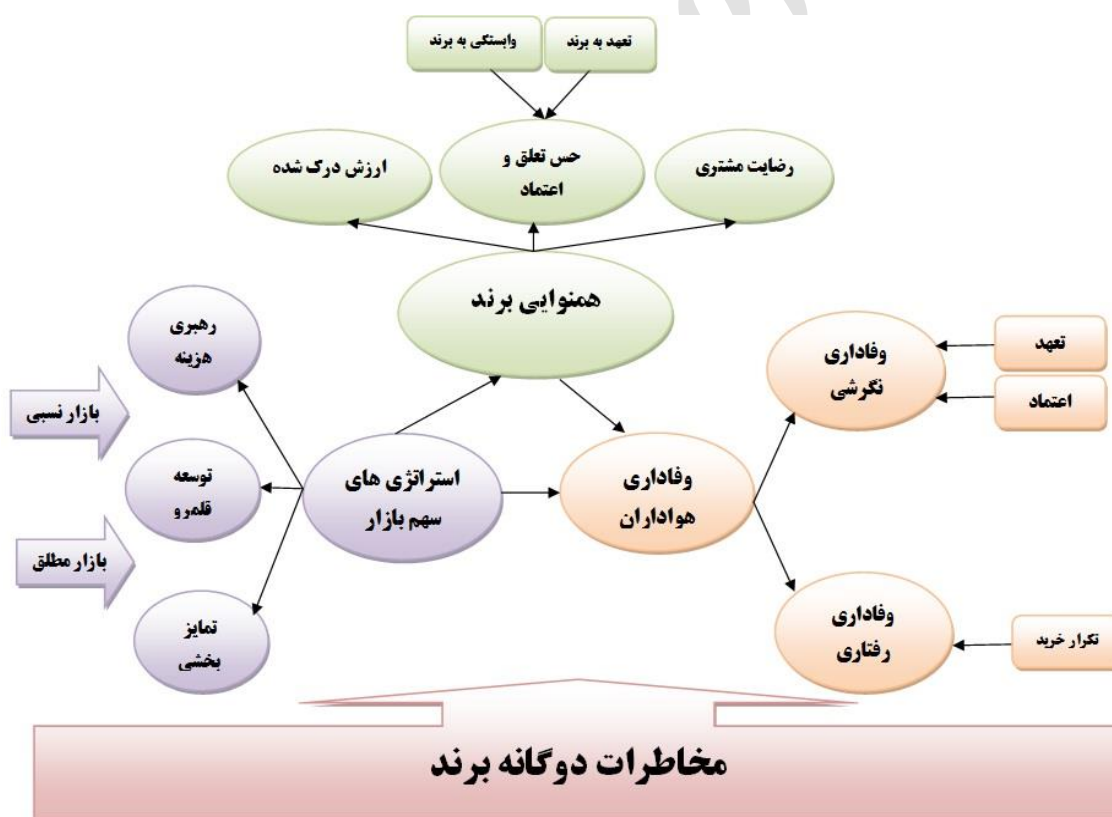 تعهد به برند
وابستگی به برند
رضایت مشتری
حس تعلق و
اعتماد
ارزش درک شده
همنوایی برند
رهبری
هزینه
وفاداری
نگرشی
تعهد
اعتماد
بازار نسبی
توسعه
قلمرو
استراتژی های
سهم بازار
وفاداری
هواداران
بازار مطلق
تمایز
بخشی
وفاداری
رفتاری
تکرار خرید
مخاطرات دوگانه برند